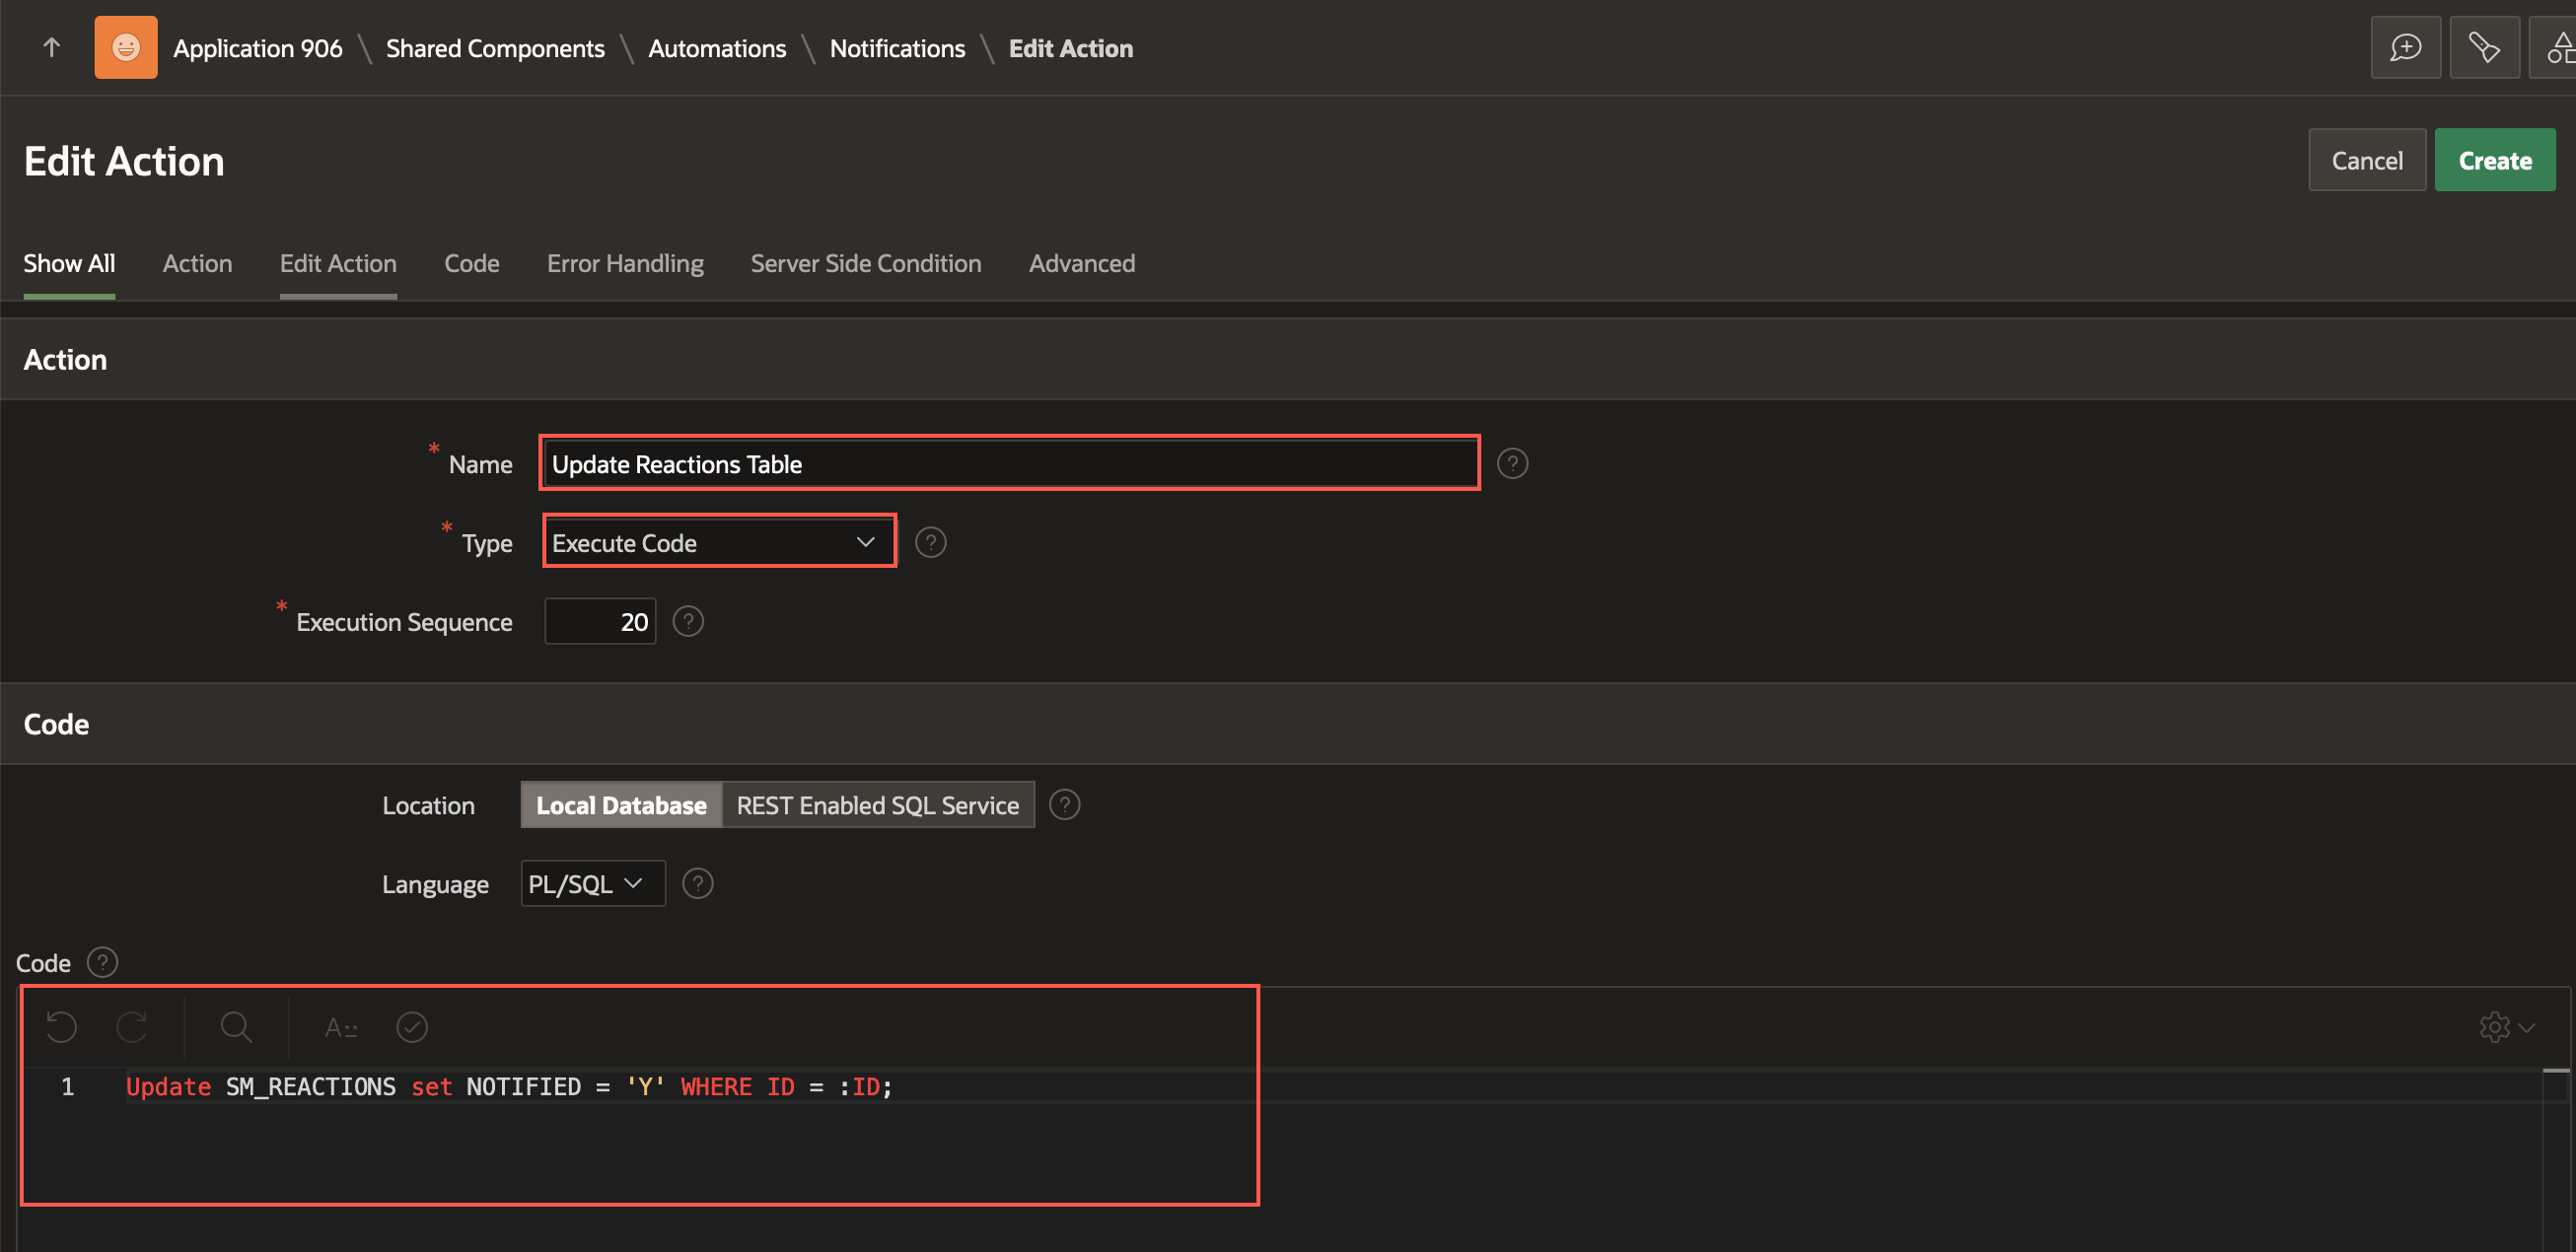 Application 906 \ Shared Components \ Automations \ Notifications \ Edit Action
Edit Action
Cancel
Create
Show All
Action
Edit Action
Code
Error Handling
Server Side Condition
Advanced
Action
* Name
Update Reactions Table
?
* Type
Execute Code
?
* Execution Sequence
20
?
Code
Location
Local Database
REST Enabled SQL Service
?
Language
PL/SQL
?
Code
?
A::
1 Update SM_REACTIONS set NOTIFIED = 'Y' WHERE ID = :ID;